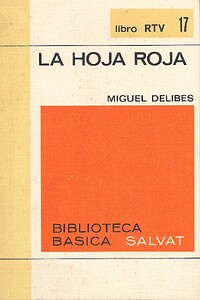 libro RTV 17
LA HOJA ROJA
MIGUEL DELIBES
BIBLIOTECA
BASICA SALVAT